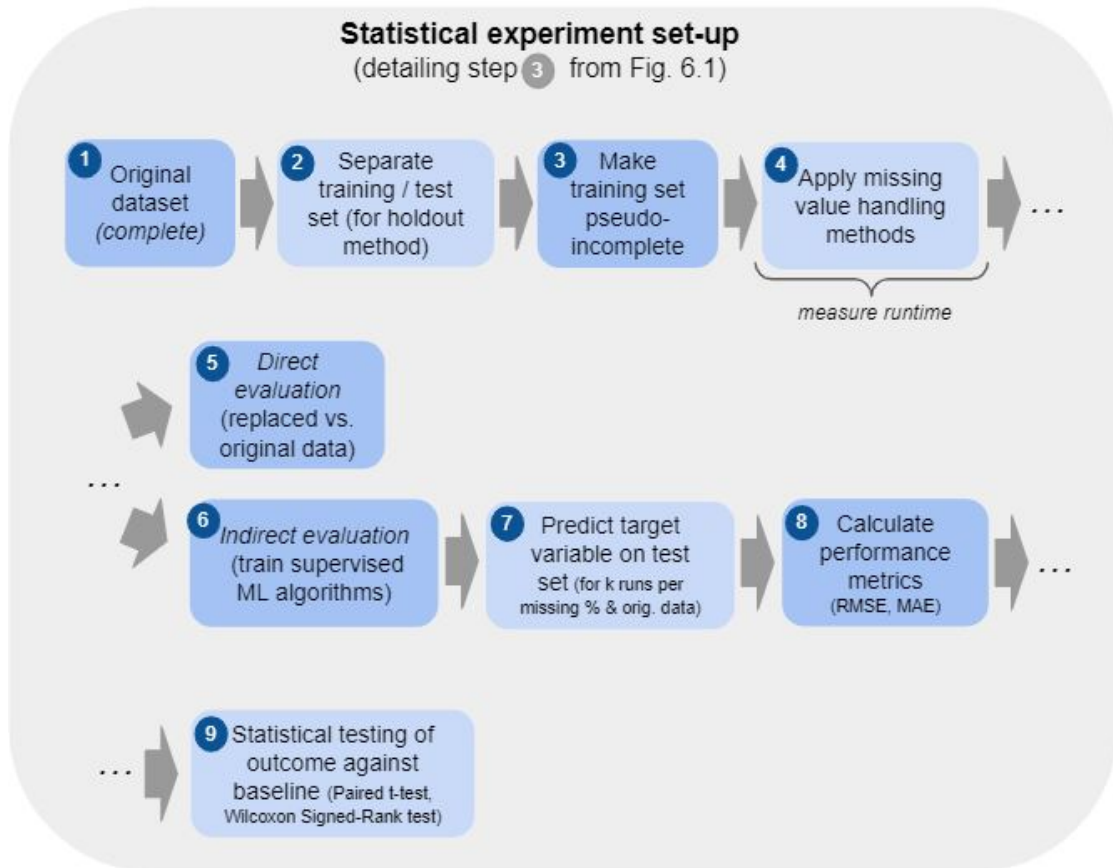 Statistical experiment set-up
(detailing step 3 from Fig. 6.1)
1
Original
dataset
(complete)
2
Separate
training / test
set (for holdout
method)
3
Make
training set
pseudo-
incomplete
4
Apply missing
value handling
methods
...
measure runtime
...
5
Direct
evaluation
(replaced vs.
original data)
6
Indirect evaluation
(train supervised
ML algorithms)
7
Predict target
variable on test
set (for k runs per
missing % & orig. data)
8
Calculate
performance
metrics
(RMSE, MAE)
...
...
9
Statistical testing of
outcome against
baseline (Paired t-test,
Wilcoxon Signed-Rank test)